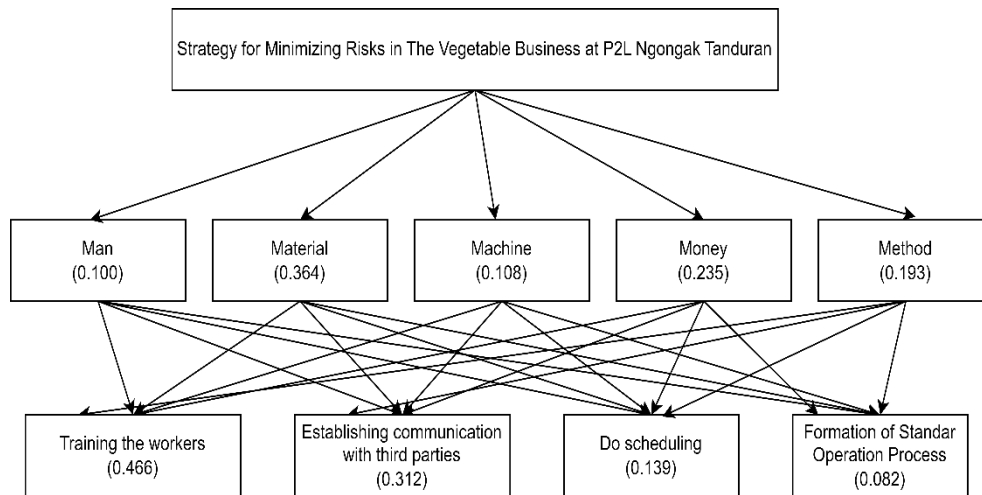 Strategy for Minimizing Risks in The Vegetable Business at P2L Ngongak Tanduran
Man
(0.100)
Material
(0.364)
Machine
(0.108)
Money
(0.235)
Method
(0.193)
Training the workers
(0.466)
Establishing communication
with third parties
(0.312)
Do scheduling
(0.139)
Formation of Standar
Operation Process
(0.082)